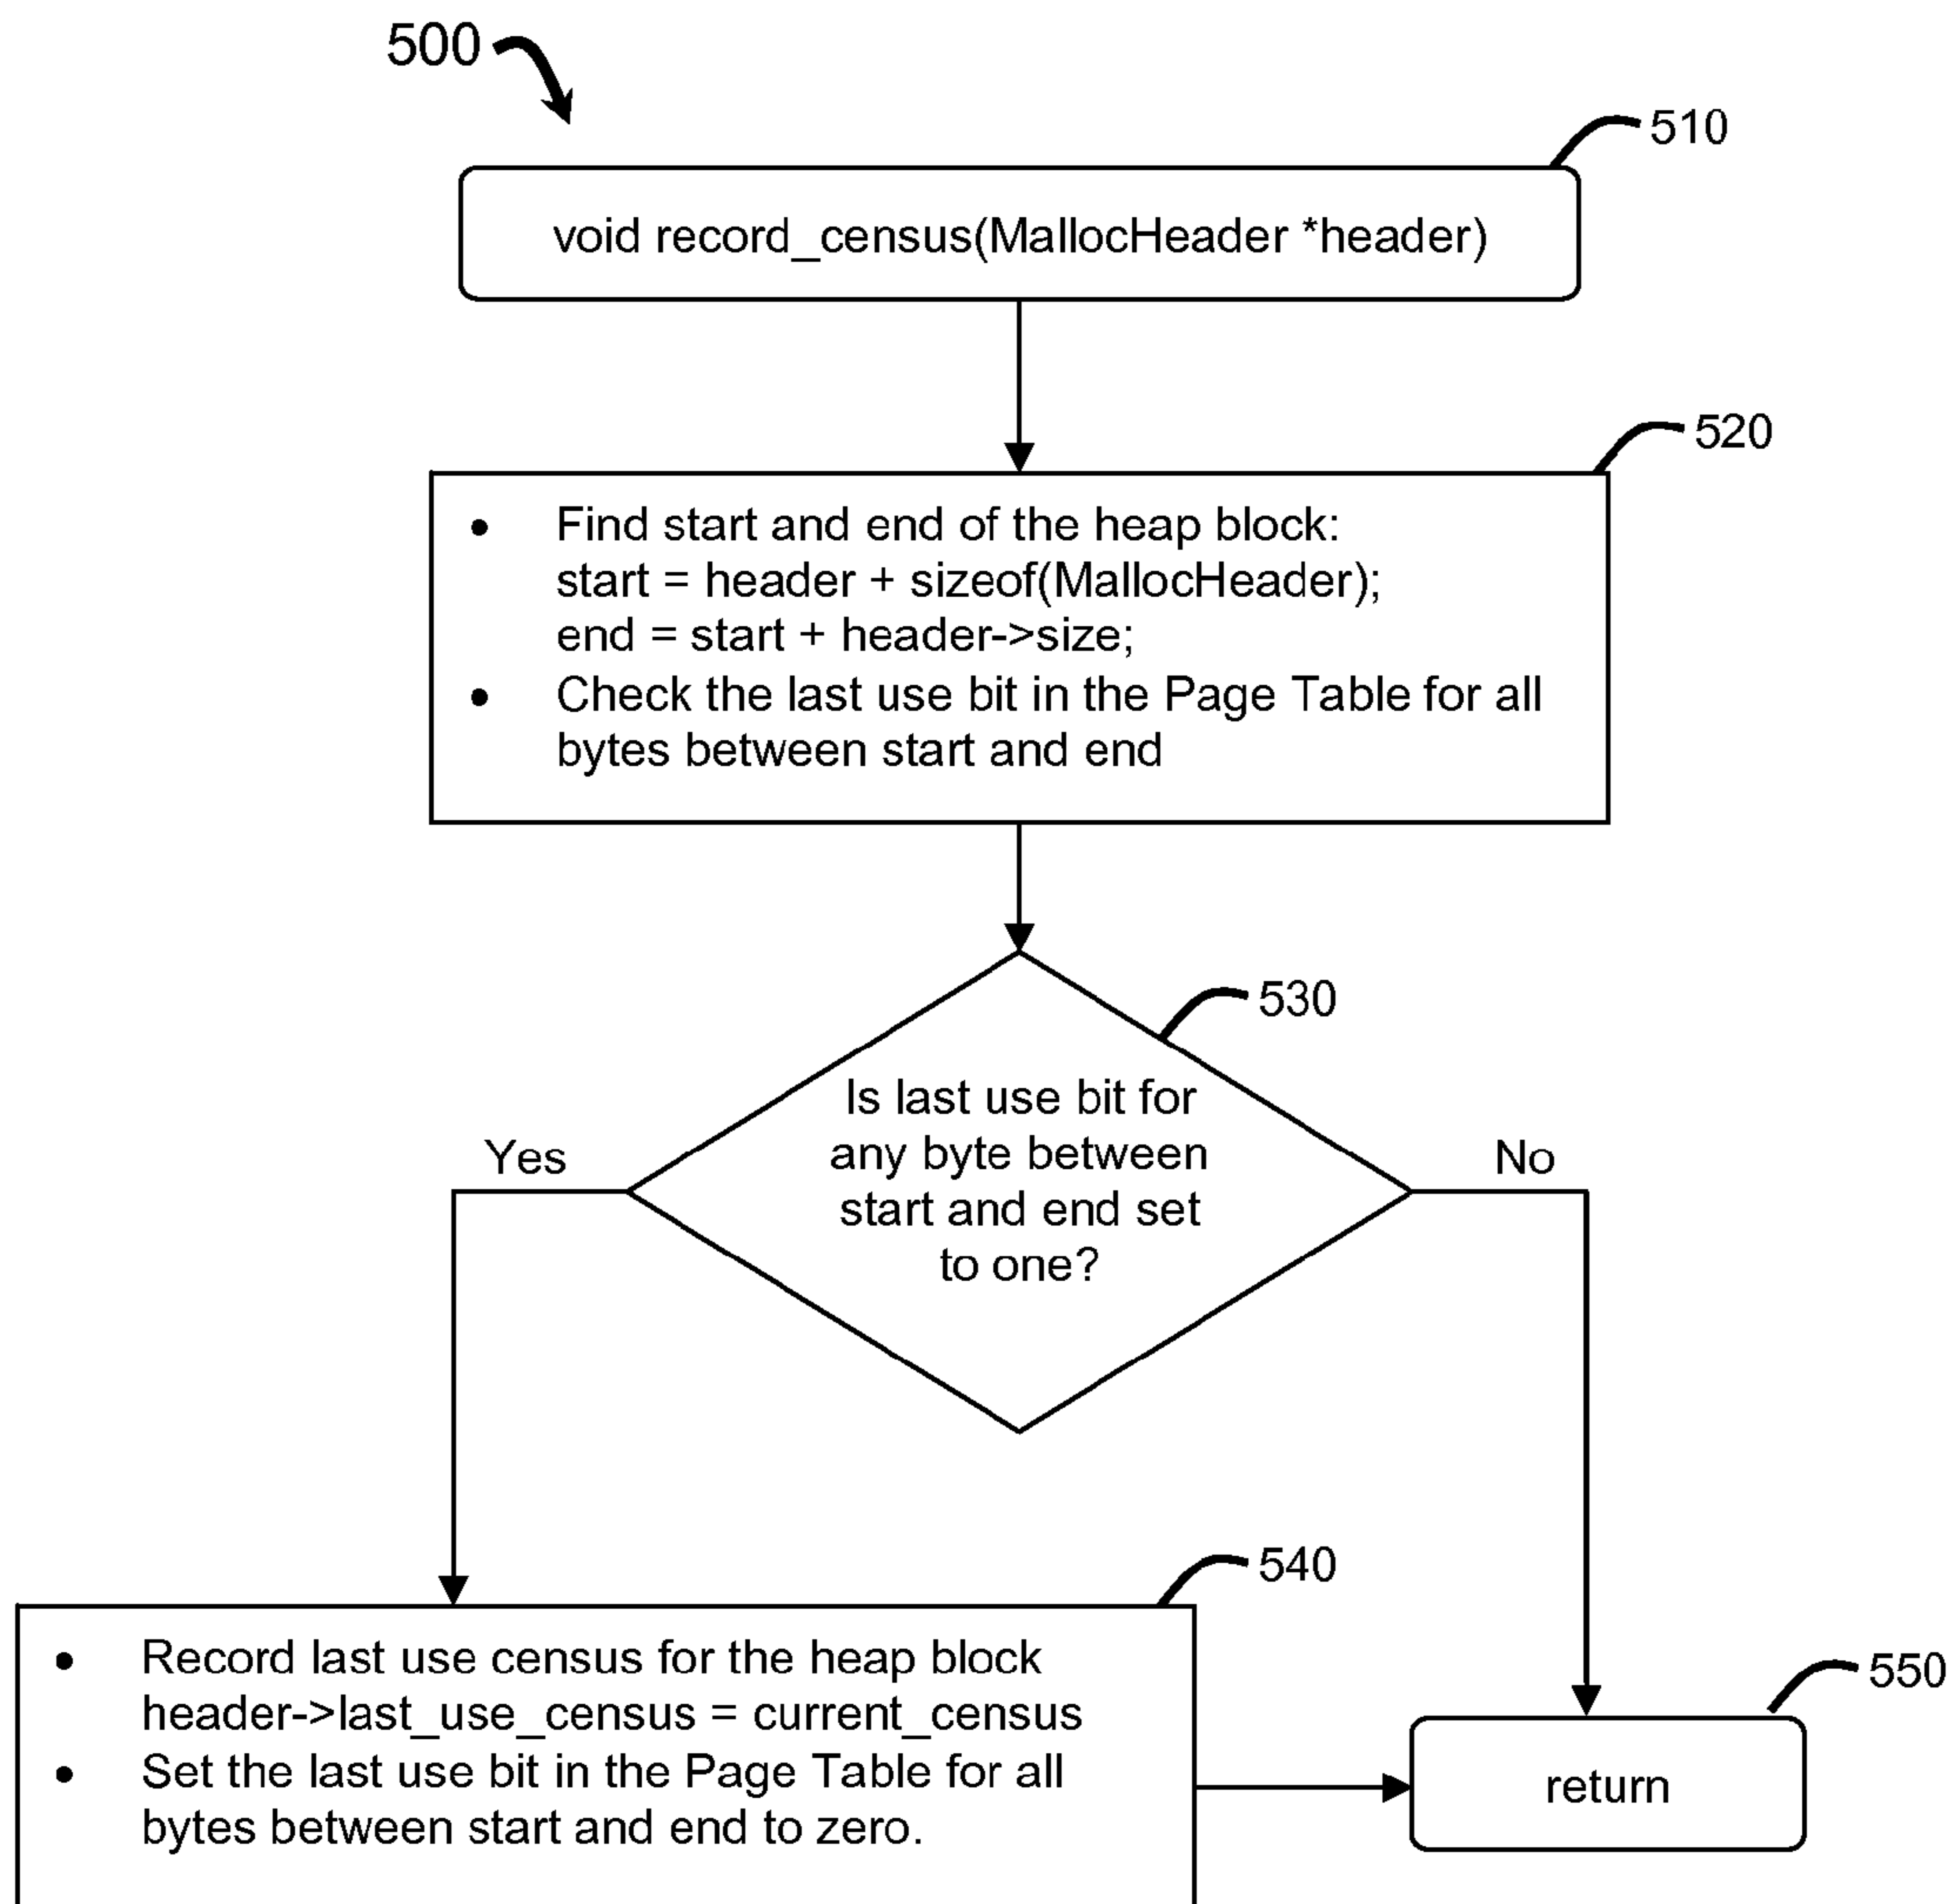 500
510
void record_census(MallocHeader *header)
520
• Find start and end of the heap block:
start = header + sizeof(MallocHeader);
end = start + header->size;
• Check the last use bit in the Page Table for all
bytes between start and end
530
Is last use bit for
any byte between
start and end set
to one?
Yes
No
540
• Record last use census for the heap block
header->last_use_census = current_census
• Set the last use bit in the Page Table for all
bytes between start and end to zero.
550
return